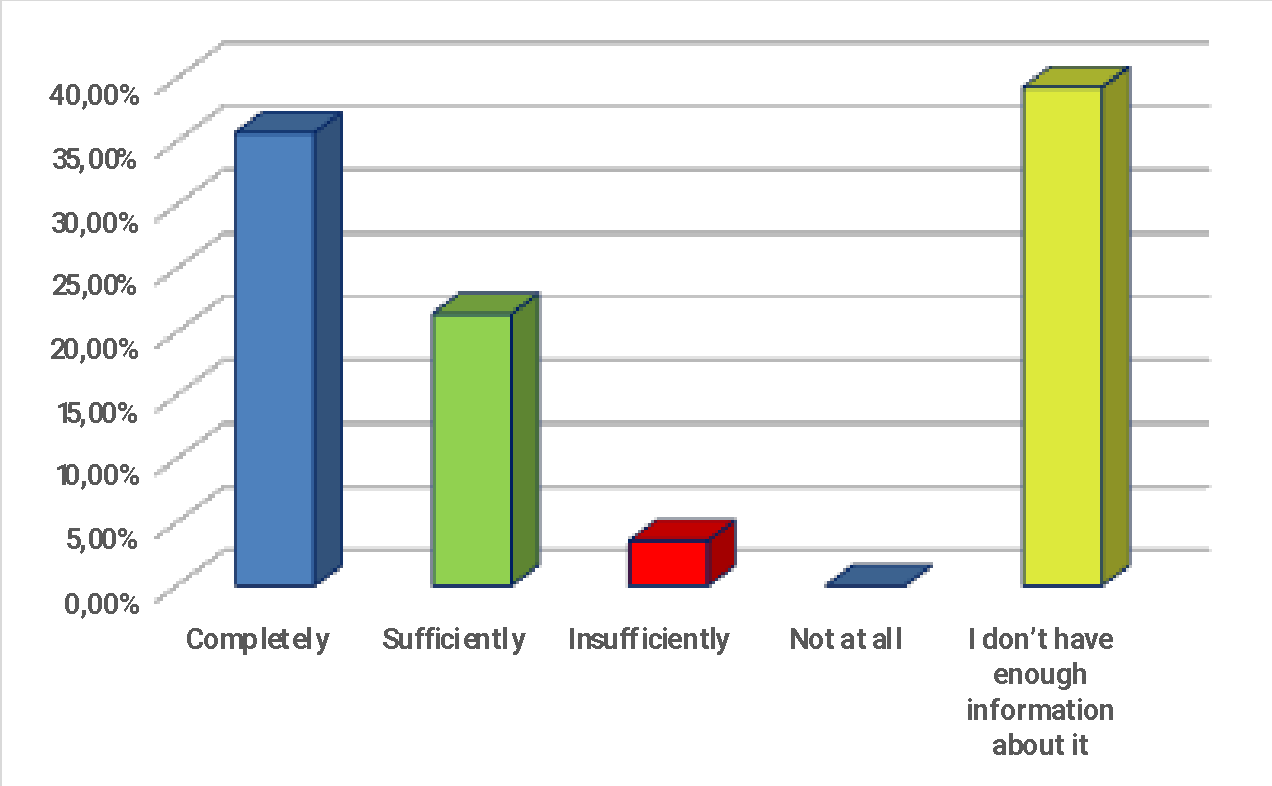 40,00%
35,00%
30,00%
25,00%
20,00%
15,00%
10,00%
5,00%
0,00%
Completely
Sufficiently
Insufficiently
Not at all
I don’t have
enough
information
about it